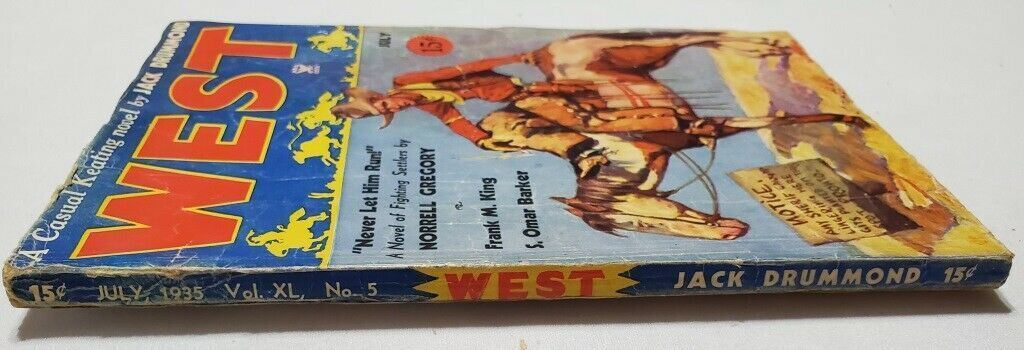 A Casual Keating novel by JACK DRUMMOND
WEST
JULY
15¢
"Never Let Him Run!"
A Novel of Fighting Settlers by
NORRELL GREGORY
Frank M. King
S. Omar Barker
NOTICE
15¢ JULY, 1935 Vol. XL, No. 5 WEST JACK DRUMMOND 15¢